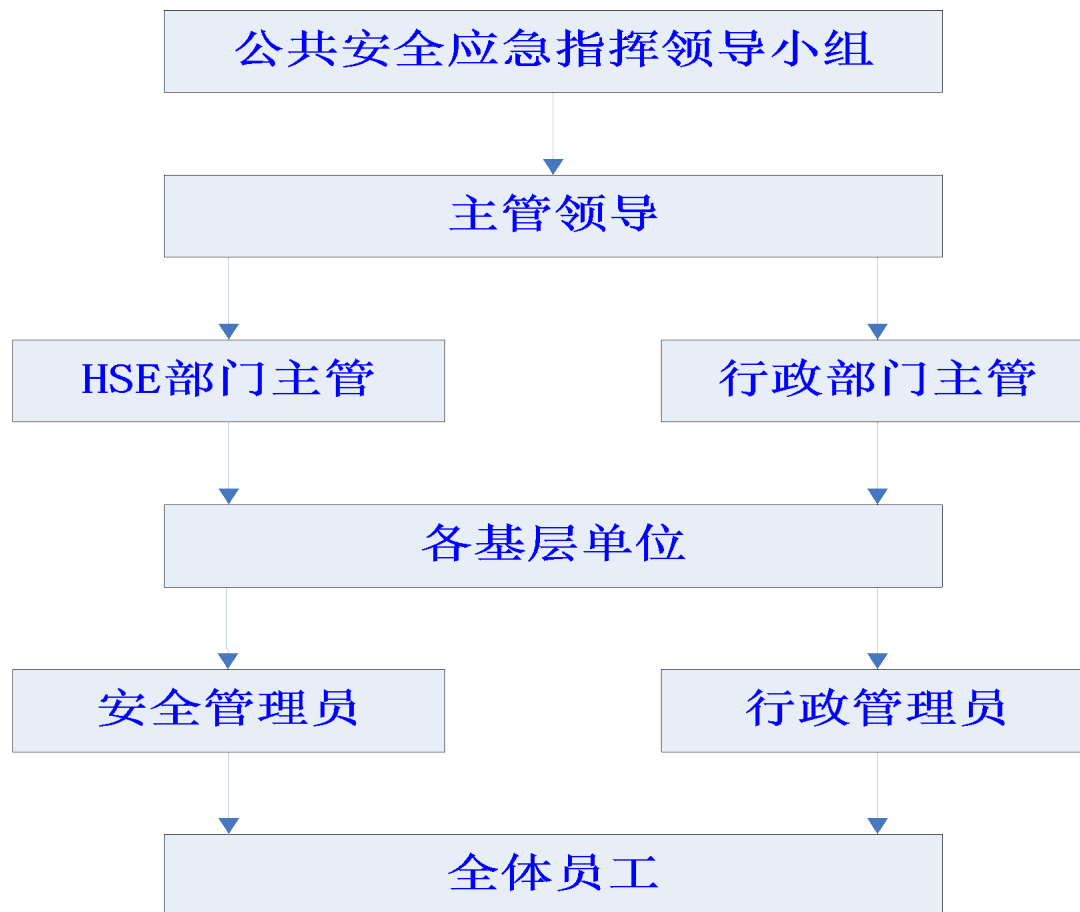 公共安全应急指挥领导小组
主管领导
HSE部门主管
行政部门主管
各基层单位
安全管理员
行政管理员
全体员工